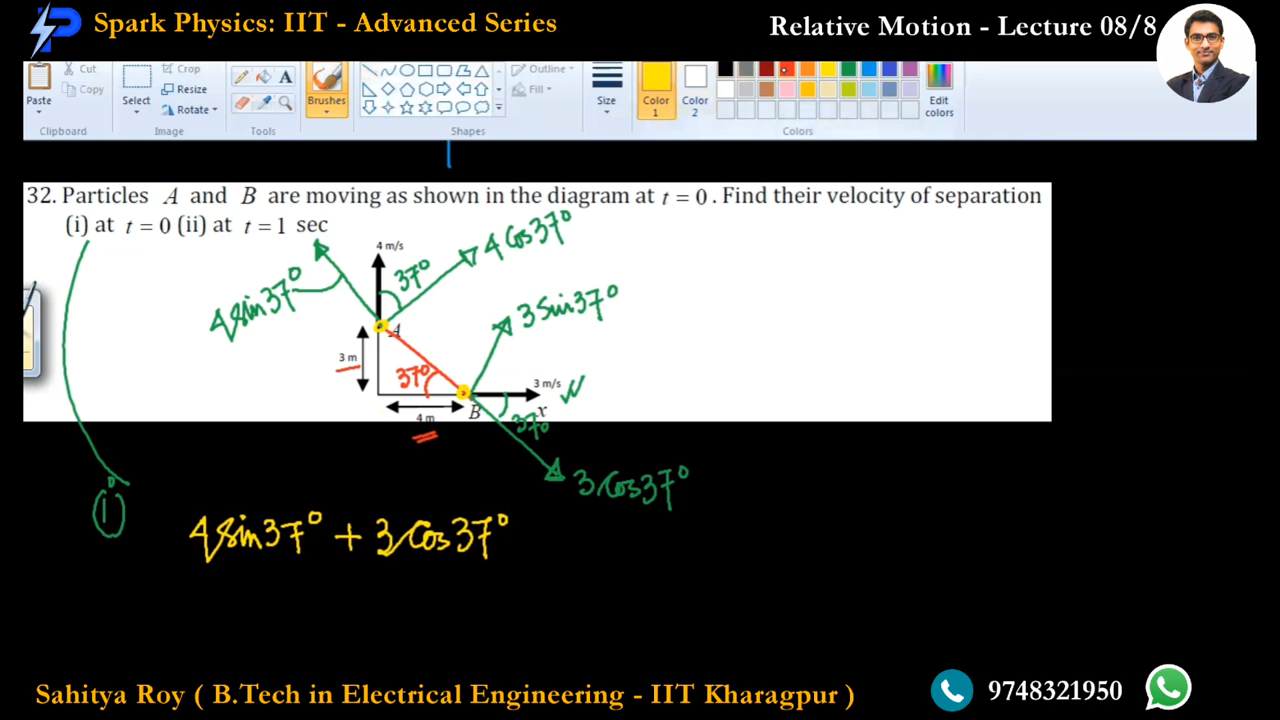 Spark Physics: IIT - Advanced Series
Relative Motion - Lecture 08/8
Paste
Cut
Copy
Clipboard
Select
Crop
Resize
Rotate
Image
A
Tools
Brushes
Shapes
Outline
Fill
Size
Color 1
Color 2
Edit colors
Colors
32. Particles A and B are moving as shown in the diagram at t = 0. Find their velocity of separation
(i) at t = 0 (ii) at t = 1 sec
4 m/s
4 cos37°
37°
4 sin37°
3 sin37°
A
3 m
37°
3 m/s
B
x
4 m
37°
3 cos37°
(i)
4 sin37° + 3 cos37°
Sahitya Roy ( B.Tech in Electrical Engineering - IIT Kharagpur )
9748321950